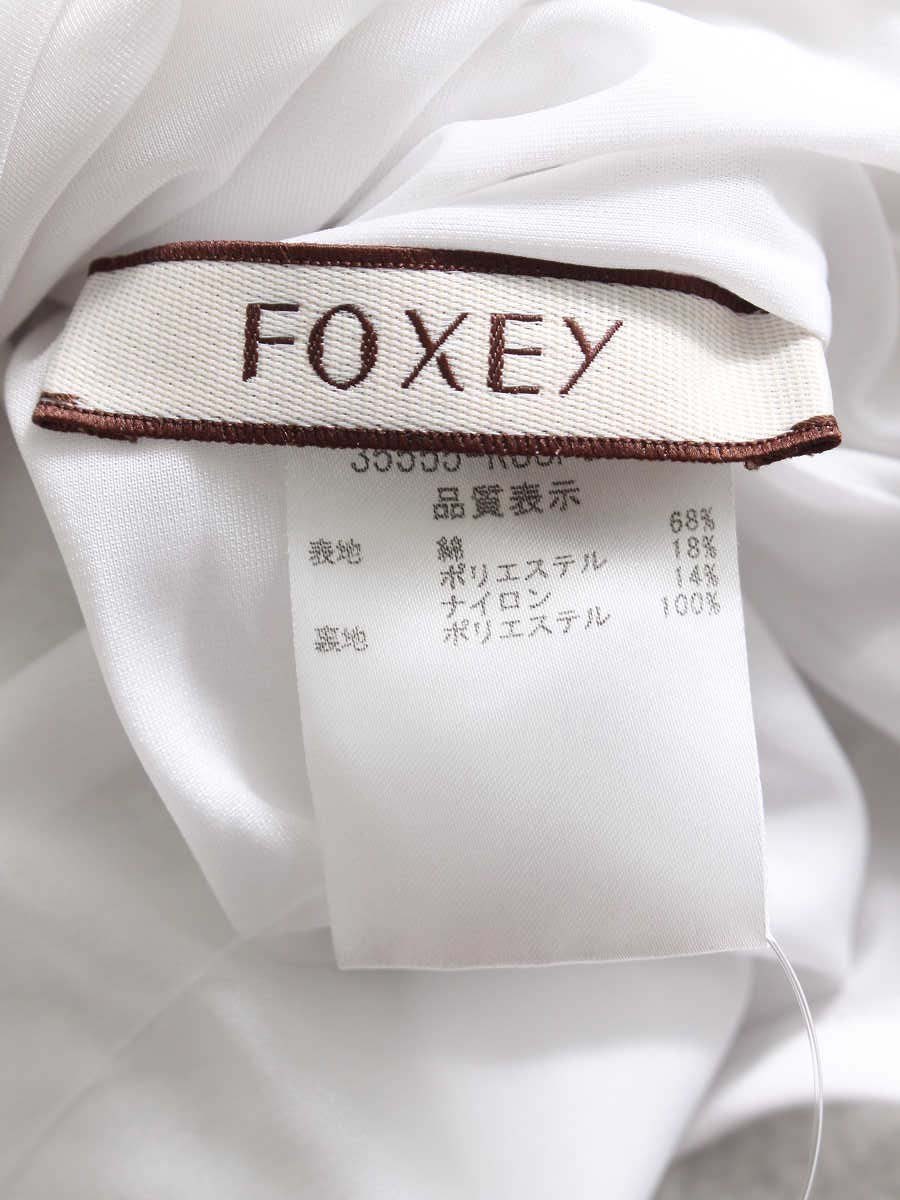 FOXEY
35555
品質表示
表地 綿 68%
ポリエステル 18%
ナイロン 14%
裏地 ポリエステル 100%